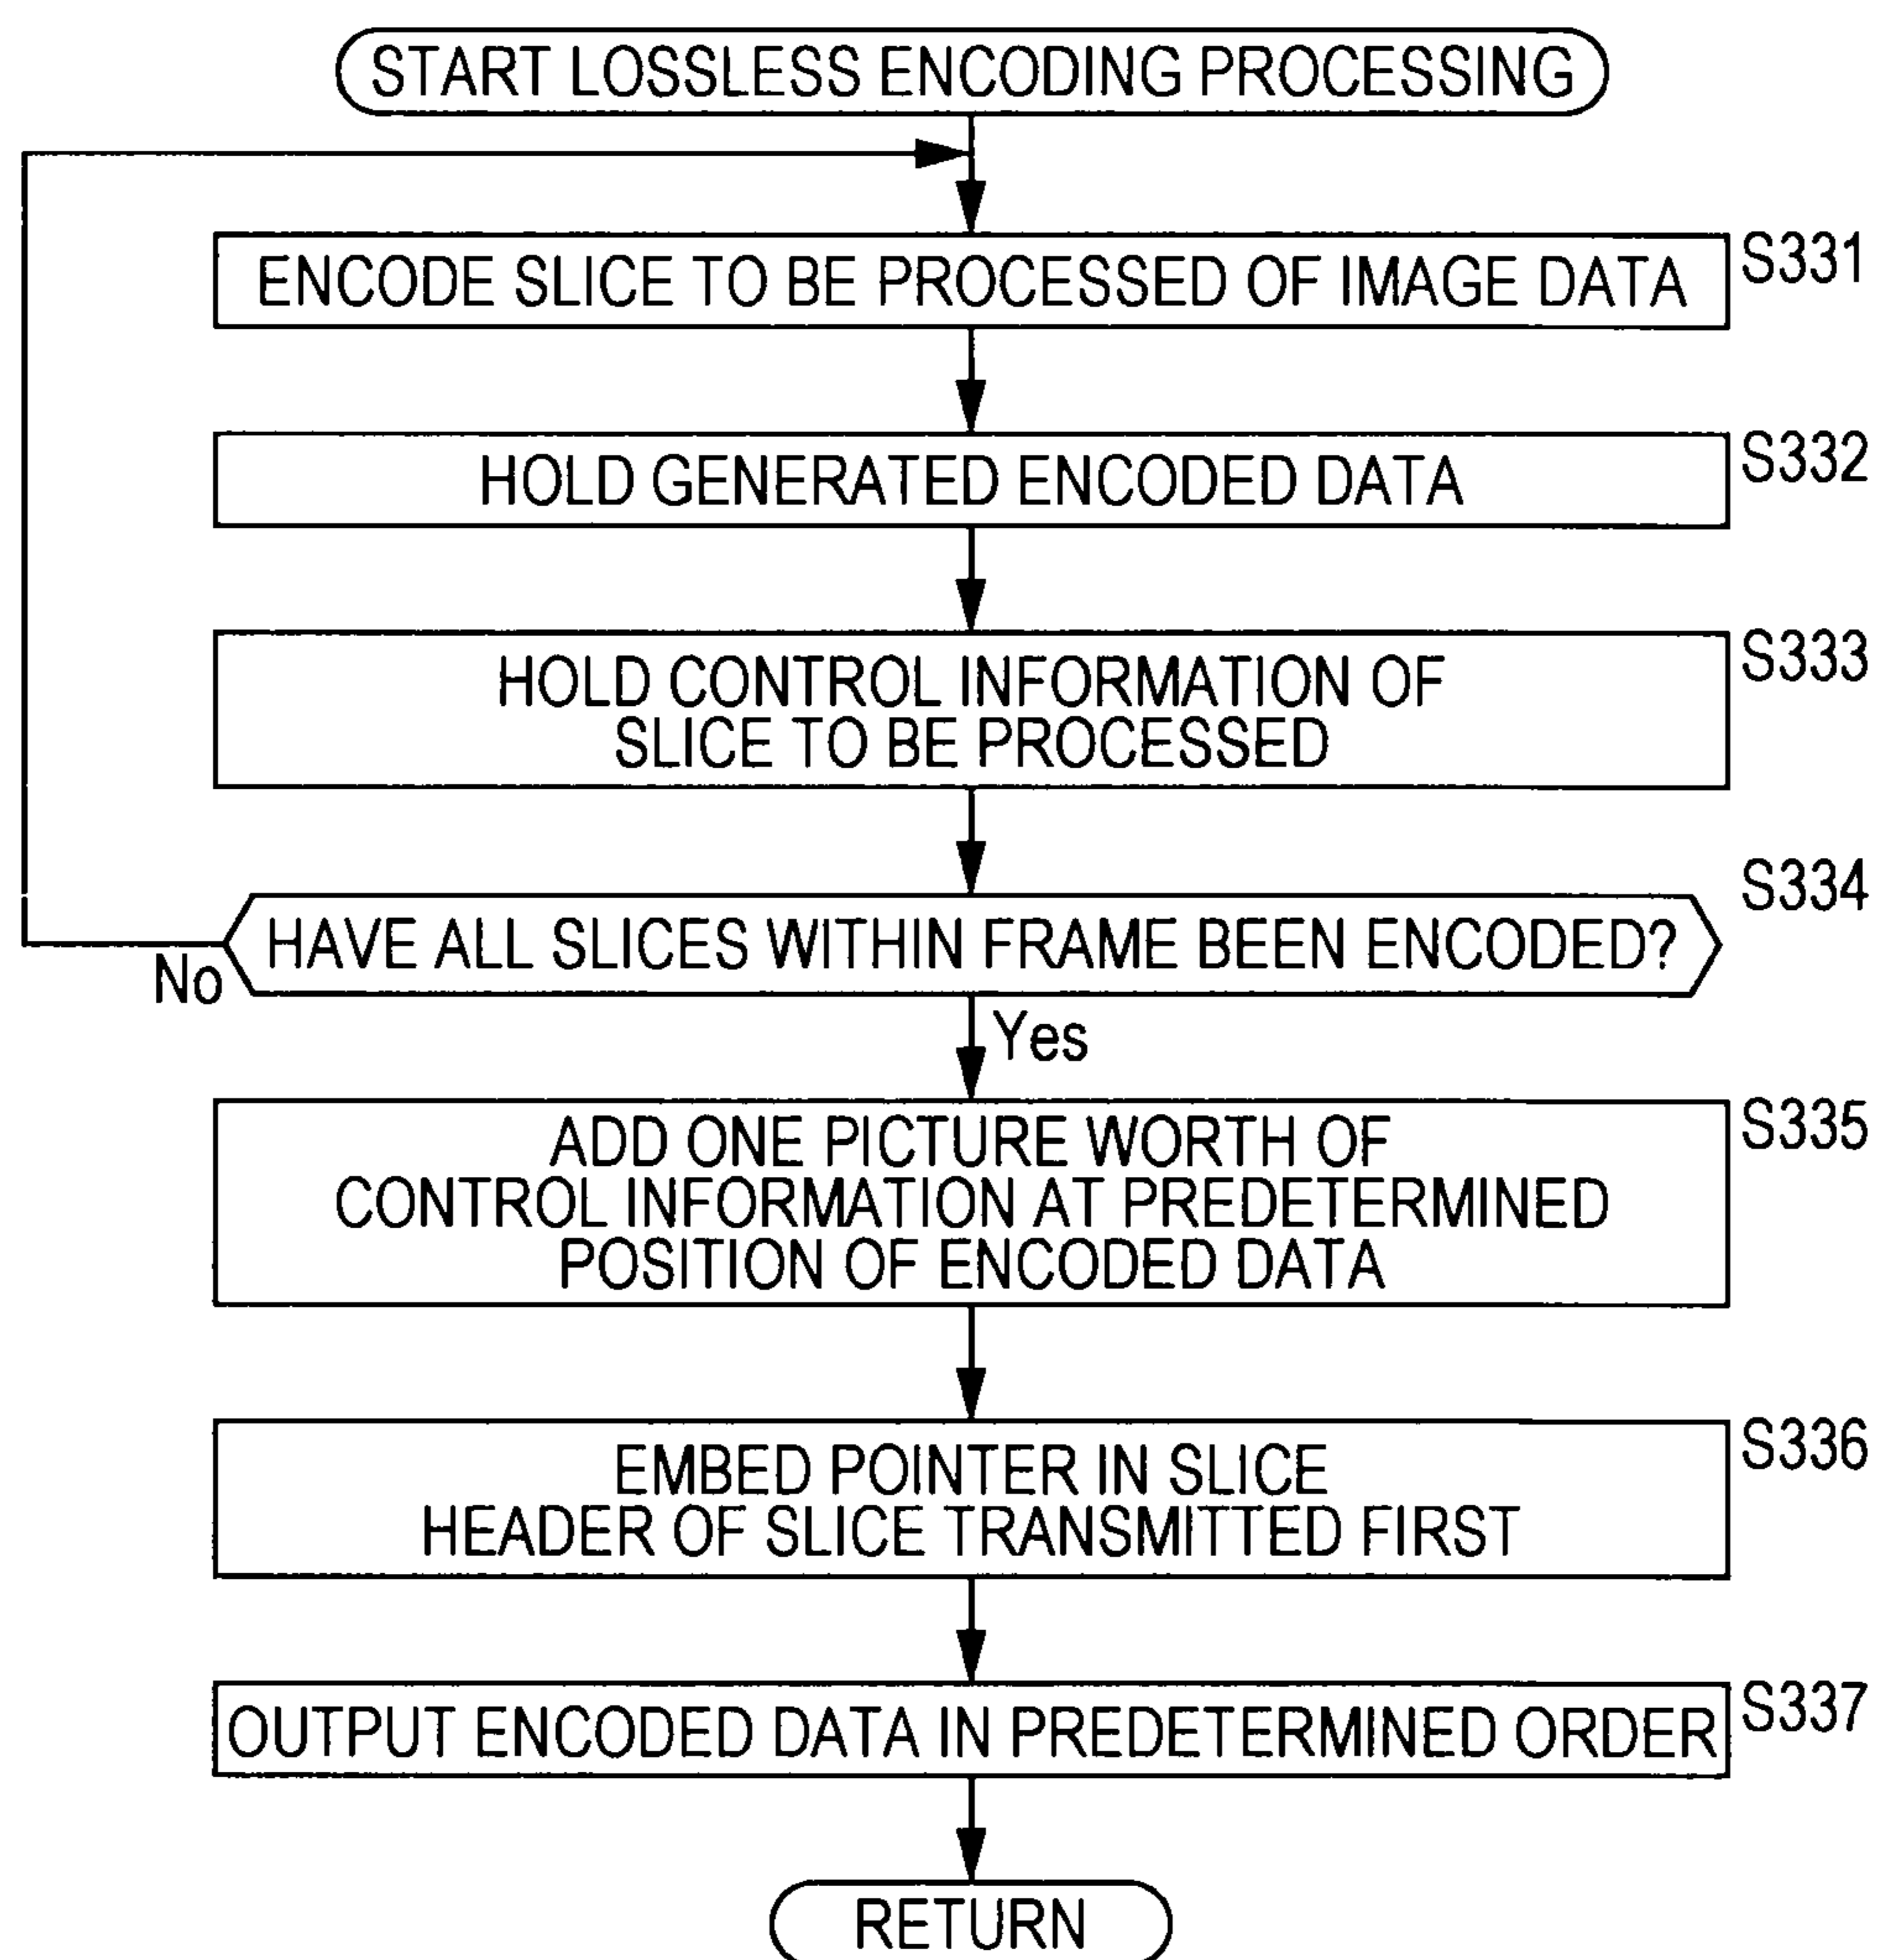 START LOSSLESS ENCODING PROCESSING
ENCODE SLICE TO BE PROCESSED OF IMAGE DATA
S331
HOLD GENERATED ENCODED DATA
S332
HOLD CONTROL INFORMATION OF
SLICE TO BE PROCESSED
S333
HAVE ALL SLICES WITHIN FRAME BEEN ENCODED?
S334
No
Yes
ADD ONE PICTURE WORTH OF
CONTROL INFORMATION AT PREDETERMINED
POSITION OF ENCODED DATA
S335
EMBED POINTER IN SLICE
HEADER OF SLICE TRANSMITTED FIRST
S336
OUTPUT ENCODED DATA IN PREDETERMINED ORDER
S337
RETURN